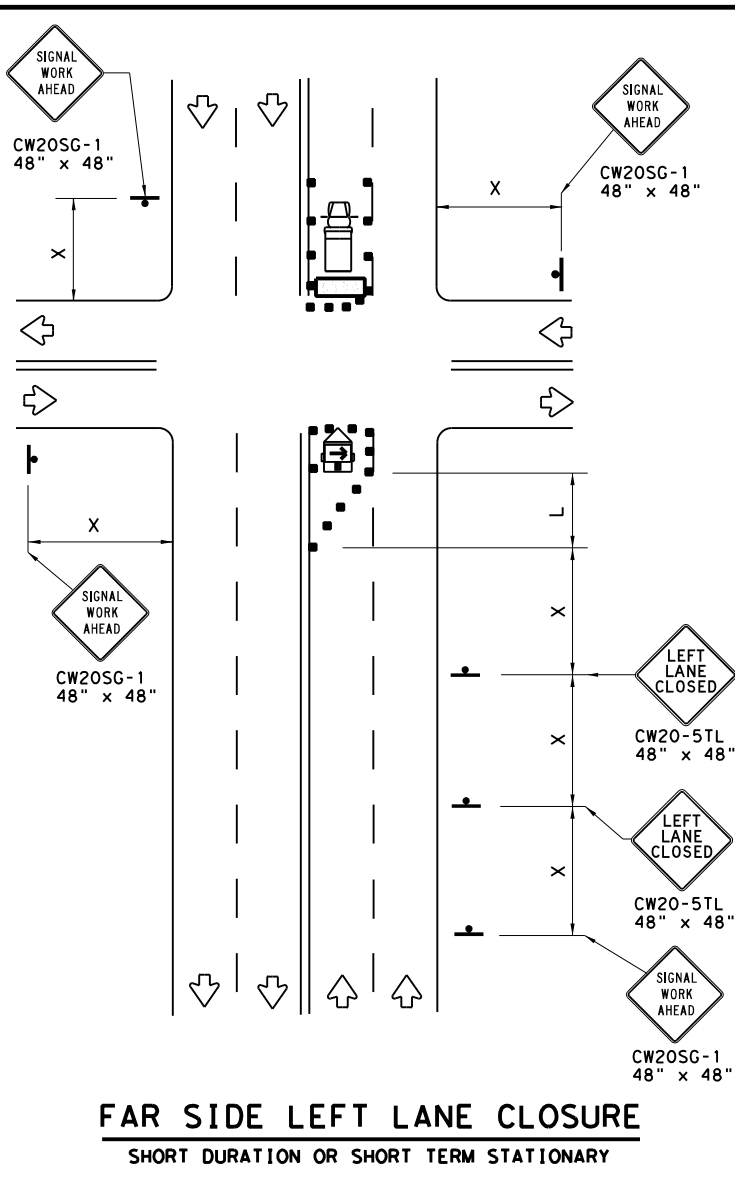 SIGNAL
WORK
AHEAD
CW20SG-1
48" x 48"
SIGNAL
WORK
AHEAD
CW20SG-1
48" x 48"
X
X
X
L
SIGNAL
WORK
AHEAD
CW20SG-1
48" x 48"
X
LEFT
LANE
CLOSED
CW20-5TL
48" x 48"
X
LEFT
LANE
CLOSED
CW20-5TL
48" x 48"
X
SIGNAL
WORK
AHEAD
CW20SG-1
48" x 48"
FAR SIDE LEFT LANE CLOSURE
SHORT DURATION OR SHORT TERM STATIONARY